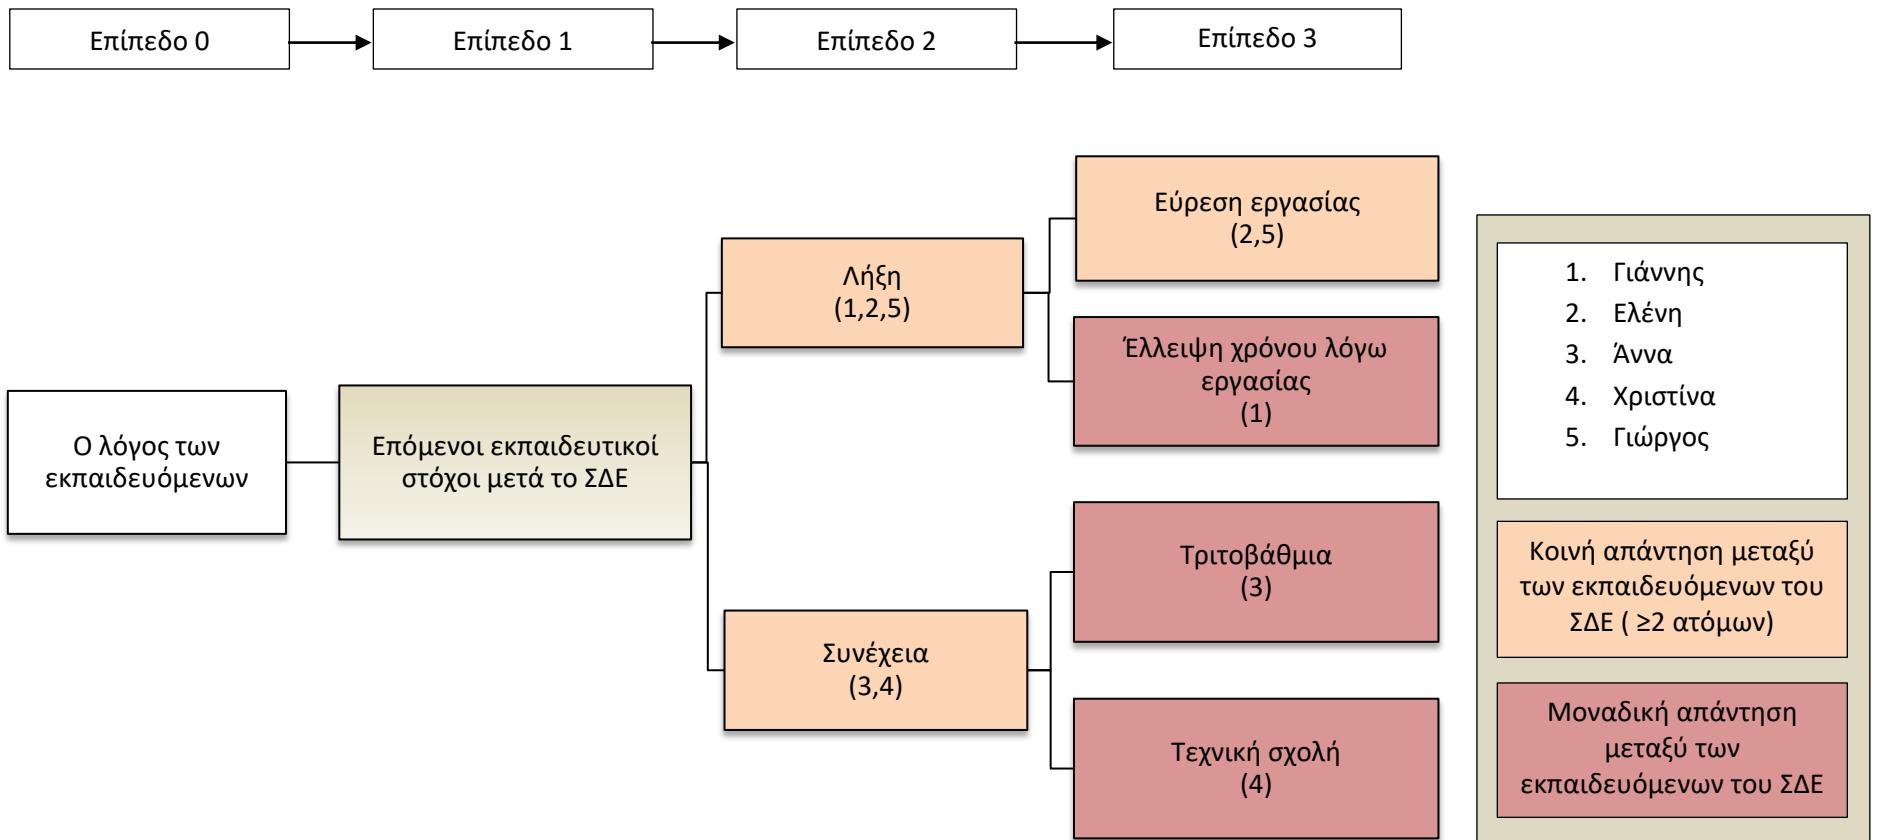 Επίπεδο 0
Επίπεδο 1
Επίπεδο 2
Επίπεδο 3
Ο λόγος των
εκπαιδευόμενων
Επόμενοι εκπαιδευτικοί
στόχοι μετά το ΣΔΕ
Λήξη
(1,2,5)
Εύρεση εργασίας
(2,5)
Έλλειψη χρόνου λόγω
εργασίας
(1)
Συνέχεια
(3,4)
Τριτοβάθμια
(3)
Τεχνική σχολή
(4)
1. Γιάννης
2. Ελένη
3. Άννα
4. Χριστίνα
5. Γιώργος
Κοινή απάντηση μεταξύ
των εκπαιδευόμενων του
ΣΔΕ ( ≥2 ατόμων)
Μοναδική απάντηση
μεταξύ των
εκπαιδευόμενων του ΣΔΕ